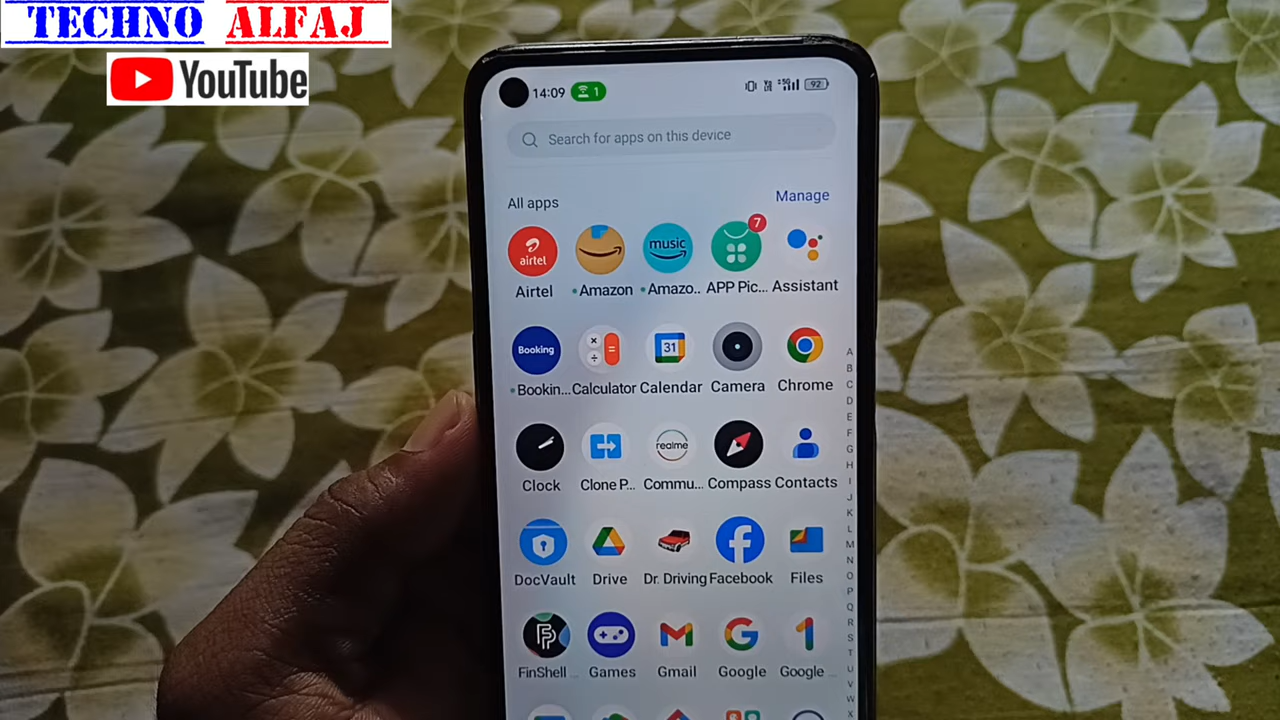 TECHNO ALFAJ
YouTube
14:09 1 5G 92
Search for apps on this device
All apps Manage
airtel music 7
Airtel Amazon Amazo.. APP Pic... Assistant
Booking 31
Bookin... Calculator Calendar Camera Chrome
realme
Clock Clone P... Commu... Compass Contacts
DocVault Drive Dr. Driving Facebook Files
FinShell ... Games Gmail Google Google ...
A
B
C
D
E
F
G
H
I
J
K
L
M
N
O
P
Q
R
S
T
U
V
W
X